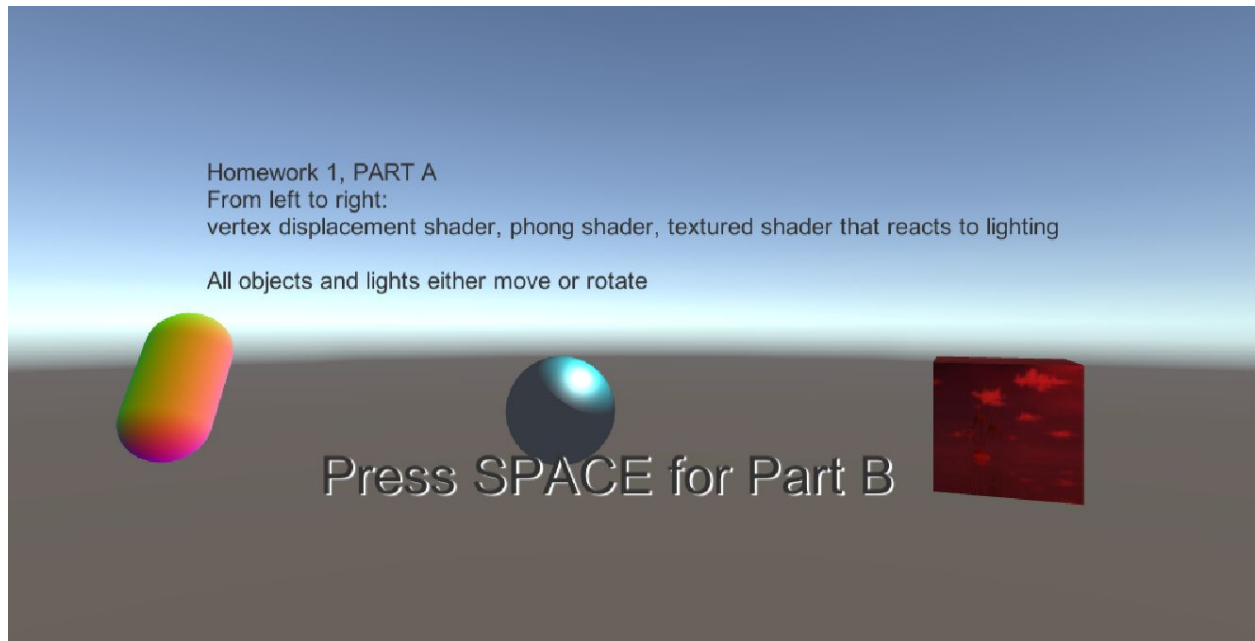 Homework 1, PART A
From left to right:
vertex displacement shader, phong shader, textured shader that reacts to lighting
All objects and lights either move or rotate
Press SPACE for Part B